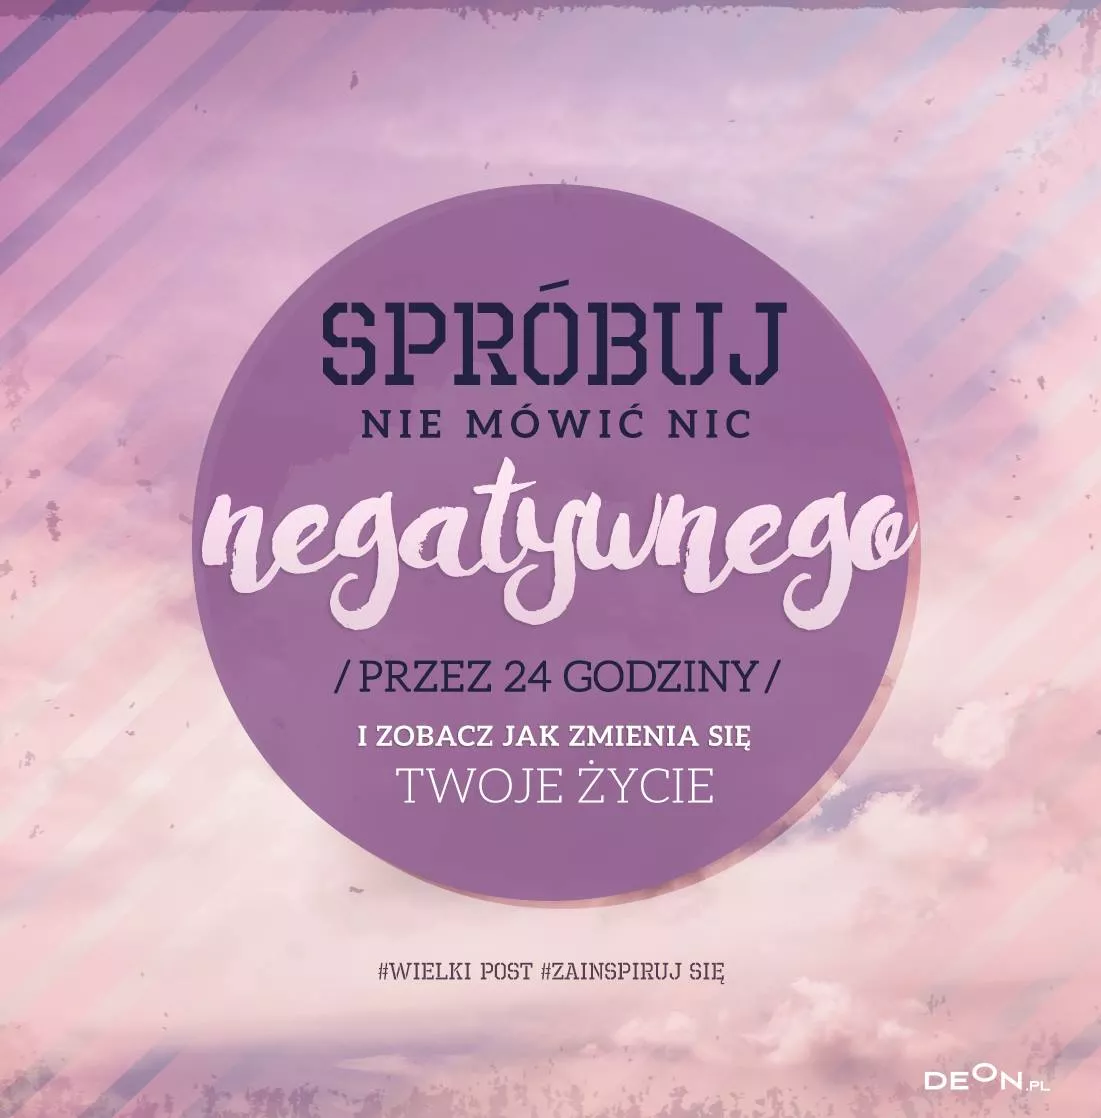 SPRÓBUJ
NIE MÓWIĆ NIC
negatywnego
/PRZEZ 24 GODZINY/
I ZOBACZ JAK ZMIENIA SIĘ
TWOJE ŻYCIE
#WIELKI POST #ZAINSPIRUJ SIĘ
DEON.PL